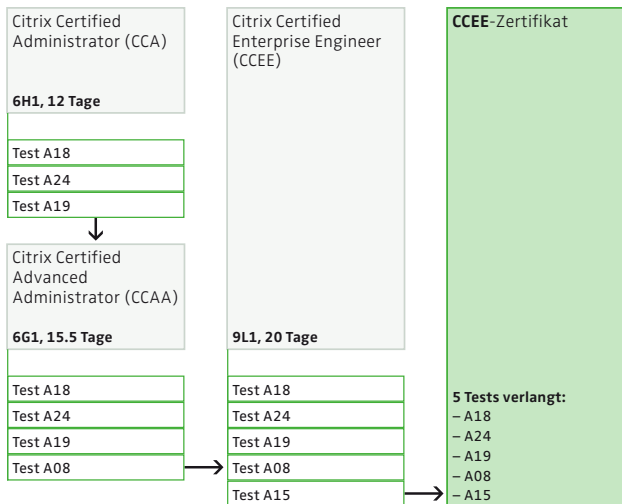 Citrix Certified
Administrator (CCA)
6H1, 12 Tage
Test A18
Test A24
Test A19
Citrix Certified
Advanced
Administrator (CCAA)
6G1, 15.5 Tage
Test A18
Test A24
Test A19
Test A08
Citrix Certified
Enterprise Engineer
(CCEE)
9L1, 20 Tage
Test A18
Test A24
Test A19
Test A08
Test A15
CCEE-Zertifikat
5 Tests verlangt:
– A18
– A24
– A19
– A08
– A15